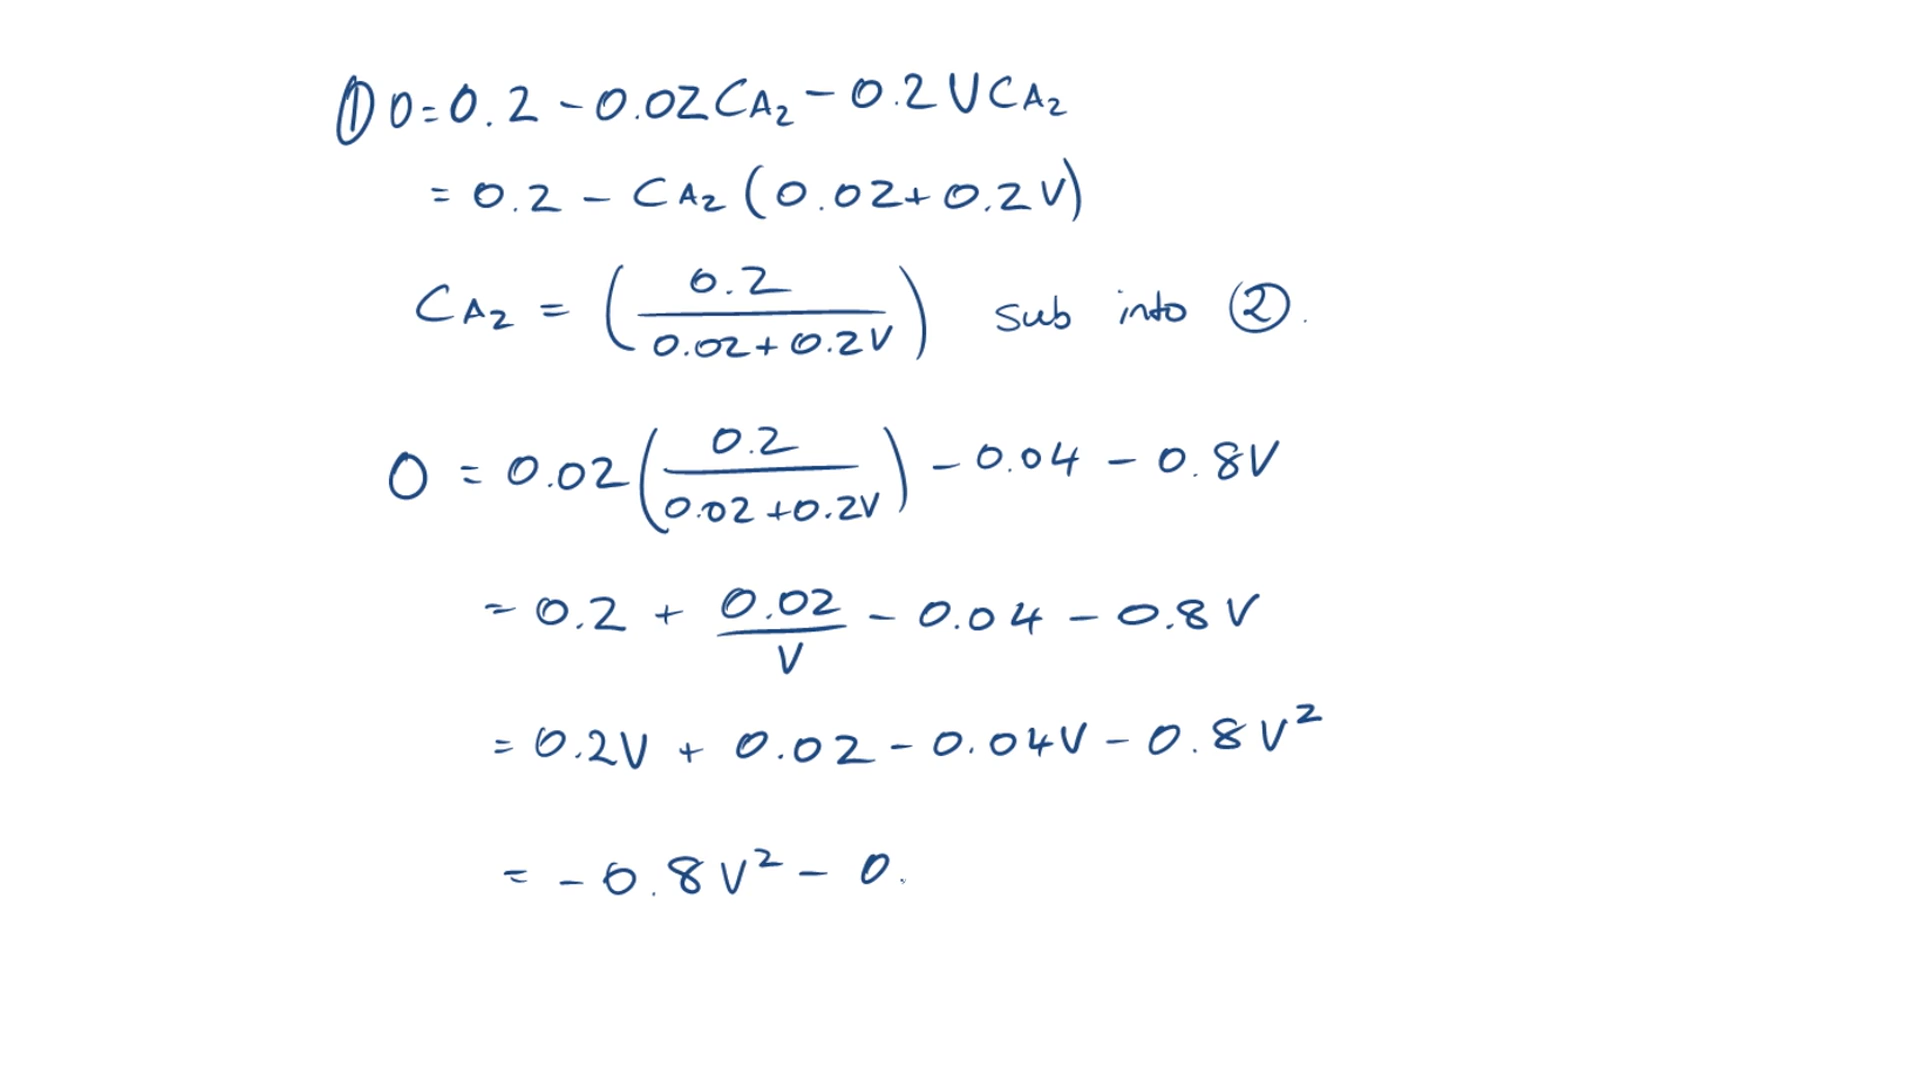 ① 0 = 0.2 - 0.02CA₂ - 0.2VCA₂
= 0.2 - CA₂(0.02 + 0.2V)
CA₂ = (0.2 / (0.02 + 0.2V)) sub into ②.
0 = 0.02(0.2 / (0.02 + 0.2V)) - 0.04 - 0.8V
= 0.2 + 0.02/V - 0.04 - 0.8V
= 0.2V + 0.02 - 0.04V - 0.8V²
= -0.8V² - 0.